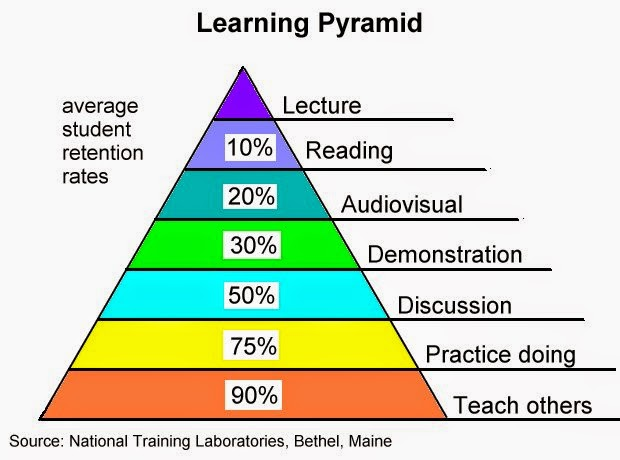 Learning Pyramid
average
student
retention
rates
Lecture
10% Reading
20% Audiovisual
30% Demonstration
50% Discussion
75% Practice doing
90% Teach others
Source: National Training Laboratories, Bethel, Maine